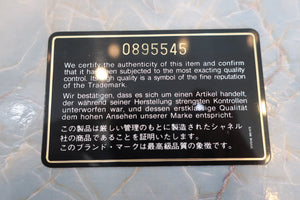 0895545
We certify the authenticity of this item and confirm
that it has been subjected to the most exacting quality
control. Its high quality is a symbol of the fine reputation
of the Trademark.
Wir bestätigen, dass es sich um einen Artikel handelt,
der während seiner Herstellung strengsten Kontrollen
unterworfen war, und dessen erstklassige Qualität
dem hohen Ansehen unserer Marke entspricht.
この製品は厳しい管理のもとに製造されたシャネル
社の商品であることを証明いたします。
このブランド・マークは最高級品質の象徴です。